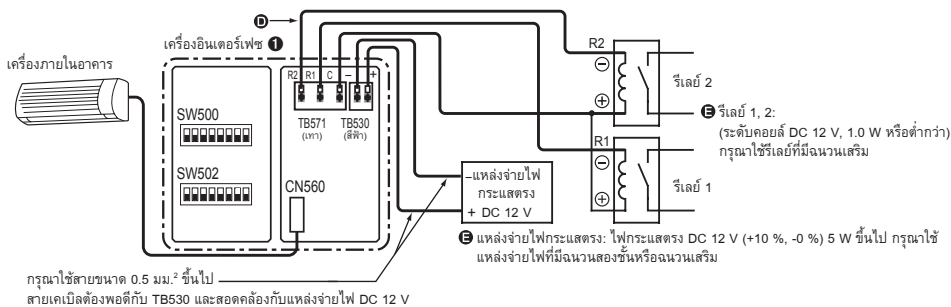 D
เครื่องอินเตอร์เฟซ 1
เครื่องภายในอาคาร
R2 R1 C – +
TB571
(เทา)
TB530
(สีฟ้า)
SW500
SW502
CN560
R2
–
+
รีเลย์ 2
E รีเลย์ 1, 2:
(ระดับคอยล์ DC 12 V, 1.0 W หรือต่ำกว่า)
กรุณาใช้รีเลย์ที่มีฉนวนเสริม
R1
–
+
รีเลย์ 1
–แหล่งจ่ายไฟ
กระแสตรง
+ DC 12 V
E แหล่งจ่ายไฟกระแสตรง: ไฟกระแสตรง DC 12 V (+10 %, -0 %) 5 W ขึ้นไป กรุณาใช้
แหล่งจ่ายไฟที่มีฉนวนสองชั้นหรือฉนวนเสริม
กรุณาใช้สายขนาด 0.5 มม.² ขึ้นไป
สายเคเบิลต้องพอดีกับ TB530 และสอดคล้องกับแหล่งจ่ายไฟ DC 12 V